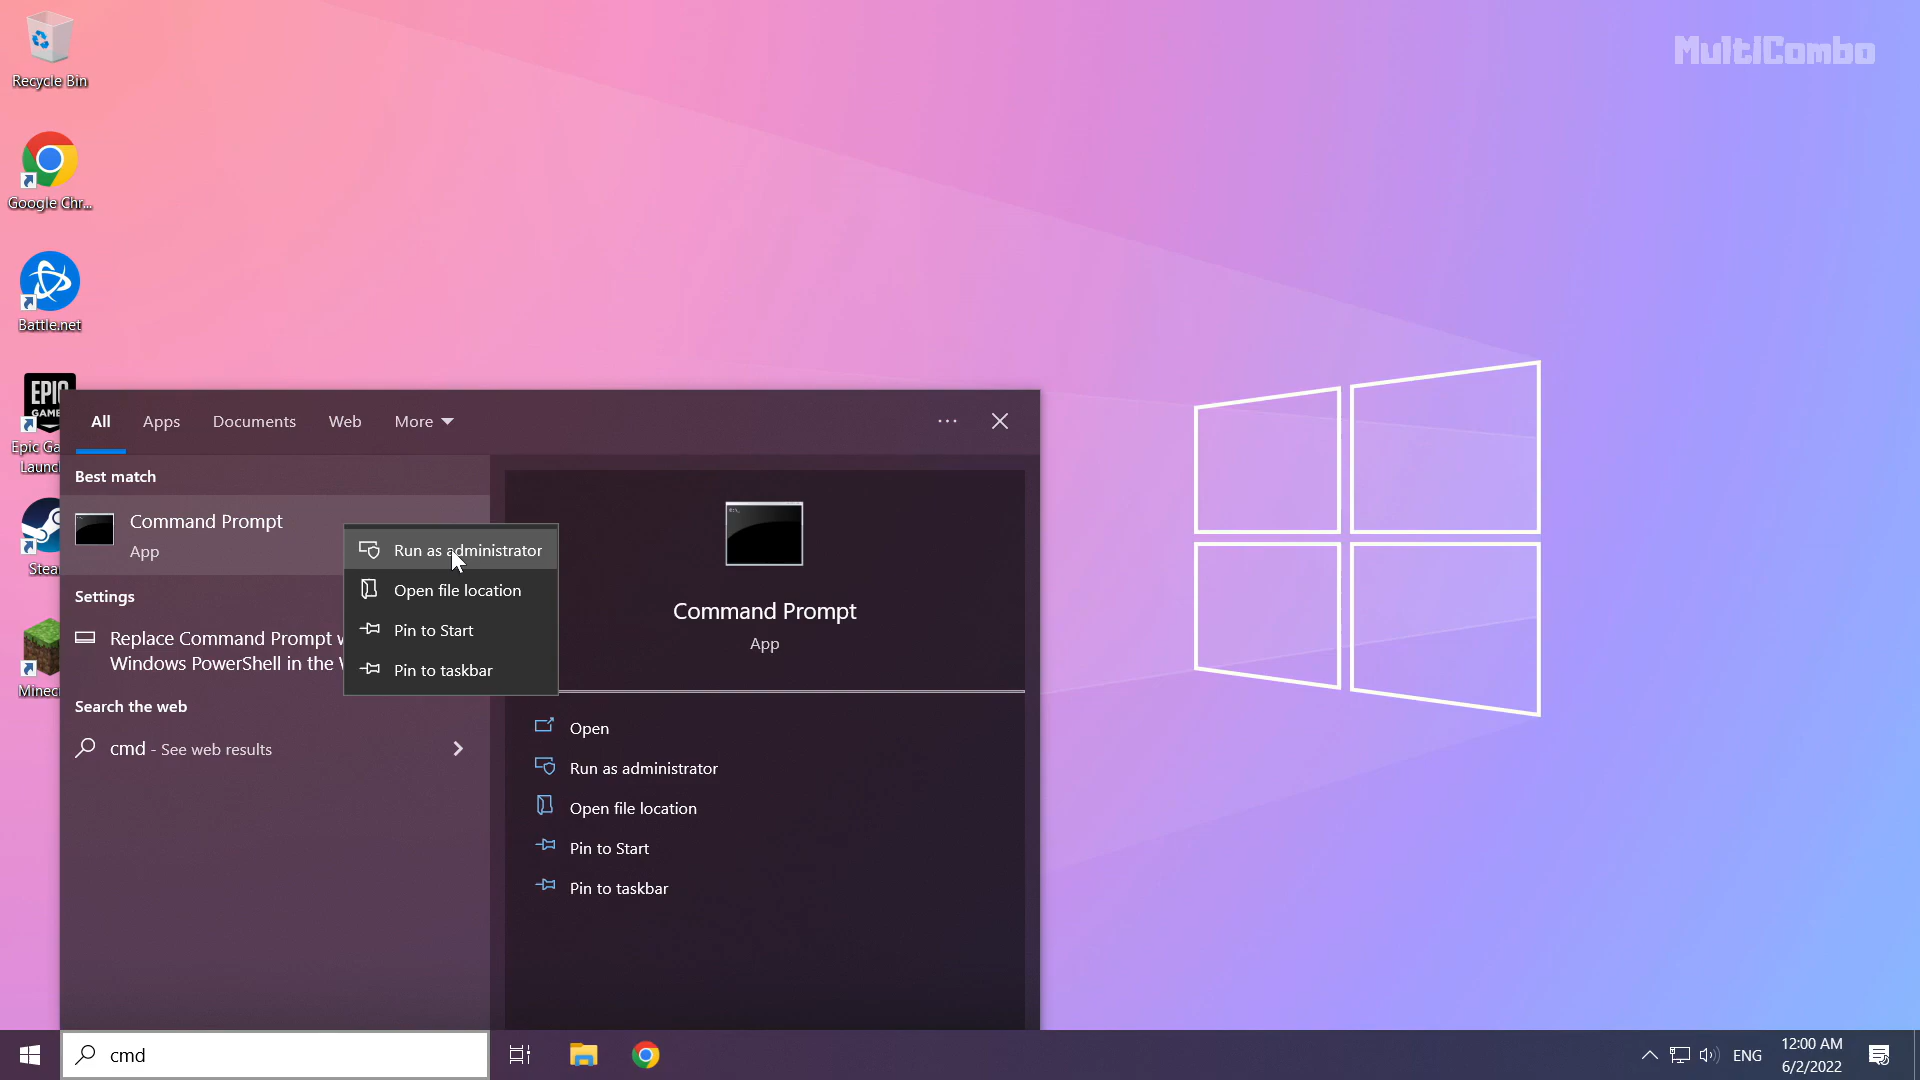 MultiCombo
Recycle Bin
Google Chr...
Battle.net
EPIC
GAM
Epic Ga
Launc
Stea
Minec
All
Apps
Documents
Web
More
Best match
Command Prompt
App
Settings
Replace Command Prompt
Windows PowerShell in the
Search the web
cmd - See web results
Run as administrator
Open file location
Pin to Start
Pin to taskbar
Command Prompt
App
Open
Run as administrator
Open file location
Pin to Start
Pin to taskbar
cmd
ENG
12:00 AM
6/2/2022